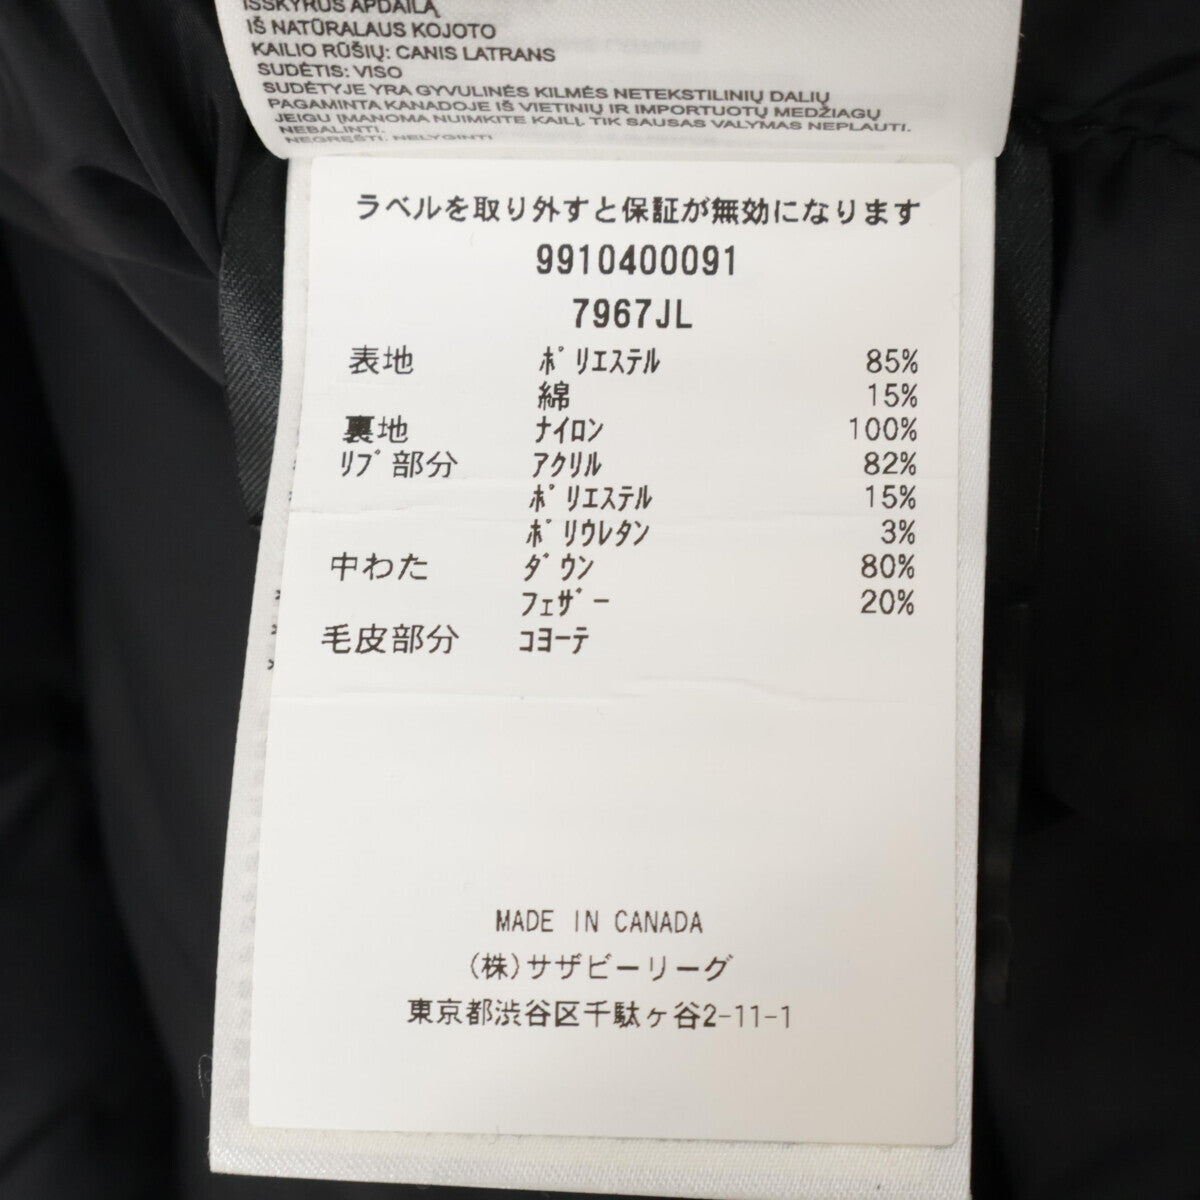 IŠSKYRUS APDAILĄ
IŠ NATŪRALAUS KOJOTO
KAILIO RŪŠIŲ: CANIS LATRANS
SUDĖTIS: VISO
SUDĖTYJE YRA GYVULINĖS KILMĖS NETEKSTILINIŲ DALIŲ
PAGAMINTA KANADOJE IŠ VIETINIŲ IR IMPORTUOTŲ MEDŽIAGŲ
JEIGU ĮMANOMA NUIMKITE KAILĮ. TIK SAUSAS VALYMAS NEPLAUTI.
NEBALINTI.
NEGRĘŠTI. NELYGINTI
ラベルを取り外すと保証が無効になります
9910400091
7967JL
表地 ﾎﾟﾘｴｽﾃﾙ 85%
綿 15%
裏地 ﾅｲﾛﾝ 100%
ﾘﾌﾞ部分 ｱｸﾘﾙ 82%
ﾎﾟﾘｴｽﾃﾙ 15%
ﾎﾟﾘｳﾚﾀﾝ 3%
中わた ﾀﾞｳﾝ 80%
ﾌｪｻﾞｰ 20%
毛皮部分 ｺﾖｰﾃ
MADE IN CANADA
(株)サザビーリーグ
東京都渋谷区千駄ヶ谷2-11-1